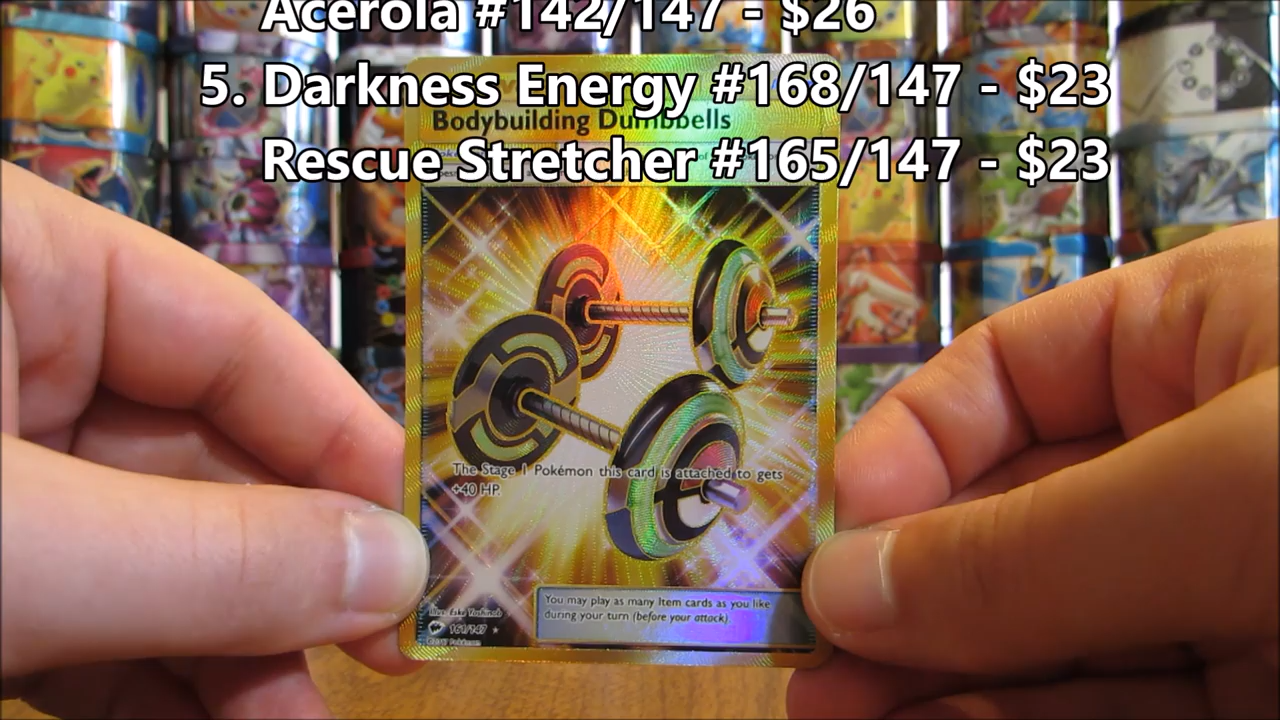 Acerola #142/147 - $26
5. Darkness Energy #168/147 - $23
Bodybuilding Dumbbells
Rescue Stretcher #165/147 - $23
The Stage 1 Pokémon this card is attached to gets
+40 HP.
You may play as many Item cards as you like
during your turn (before your attack).
161/147
©2017 Pokémon